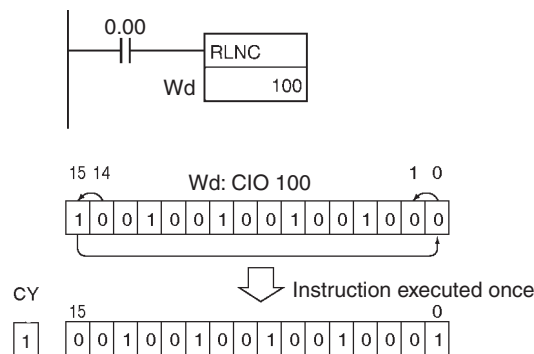 0.00
RLNC
Wd 100
15 14 1 0
Wd: CIO 100
1 0 0 1 0 0 1 0 0 1 0 0 1 0 0 0
Instruction executed once
CY
15 0
1 0 0 1 0 0 1 0 0 1 0 0 1 0 0 0 1